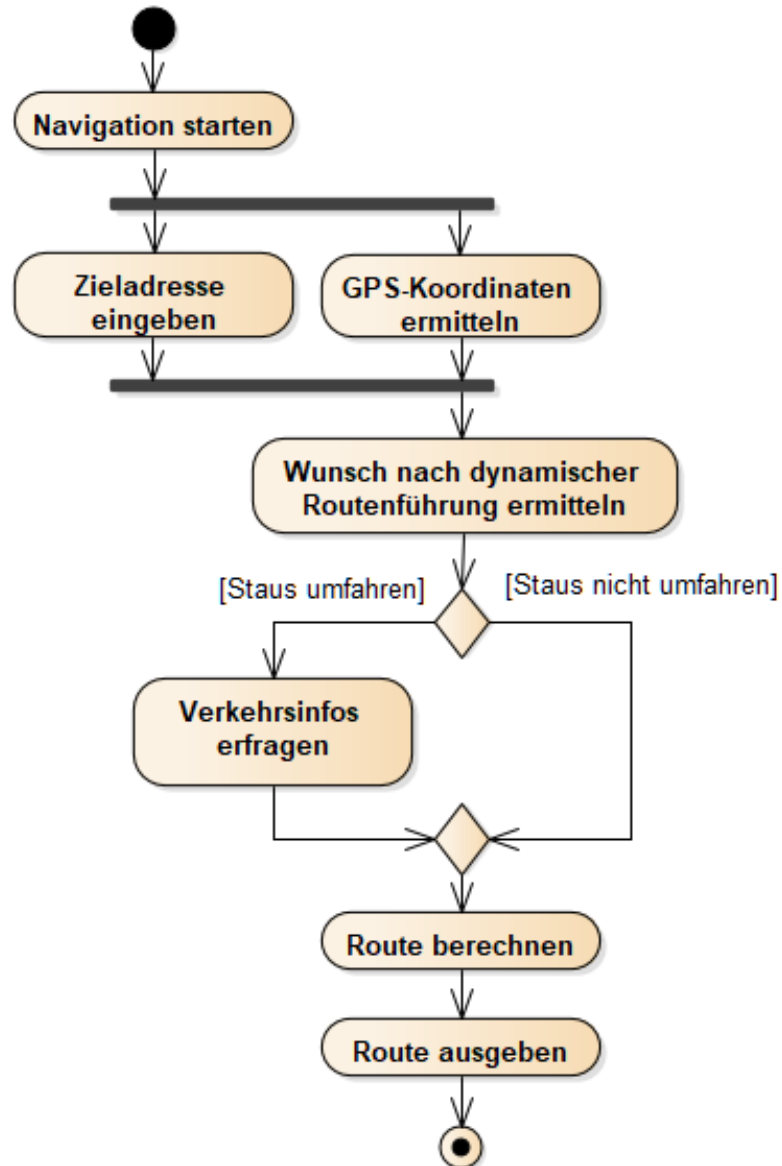 Navigation starten
Zieladresse
eingeben
GPS-Koordinaten
ermitteln
Wunsch nach dynamischer
Routenführung ermitteln
[Staus umfahren]
[Staus nicht umfahren]
Verkehrsinfos
erfragen
Route berechnen
Route ausgeben